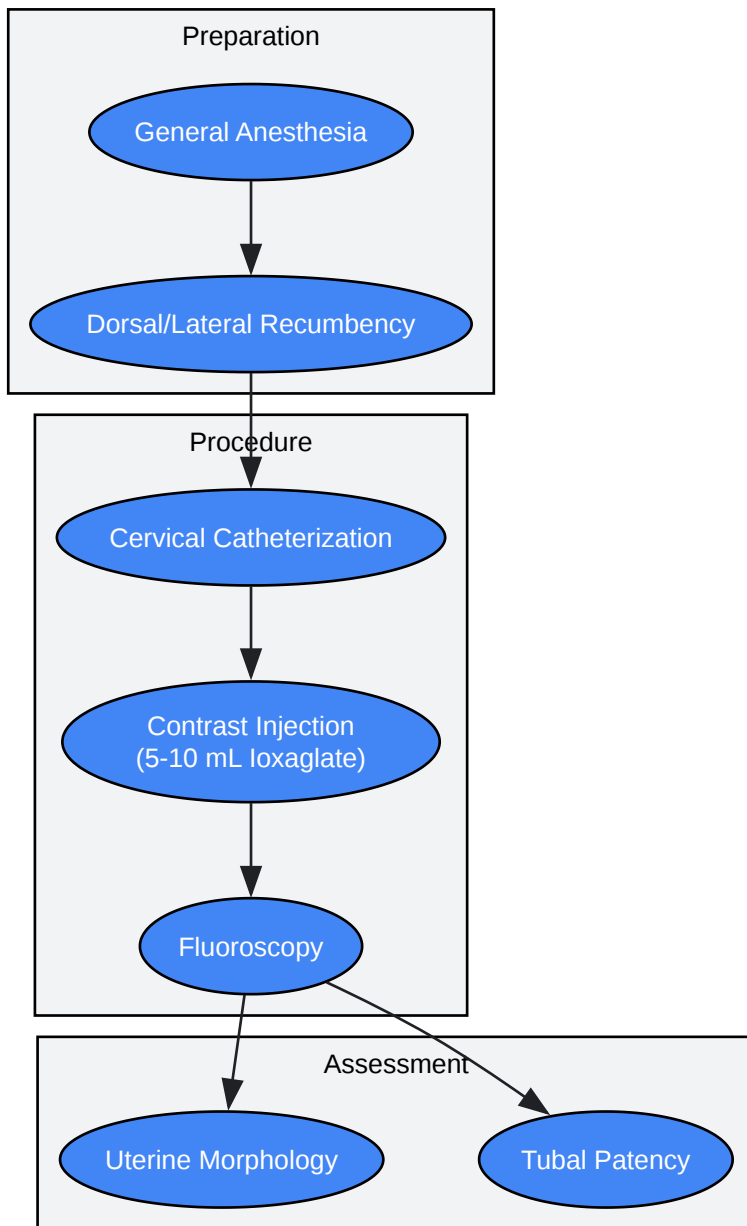 Preparation
General Anesthesia
Dorsal/Lateral Recumbency
Procedure
Cervical Catheterization
Contrast Injection
(5-10 mL Ioxaglate)
Fluoroscopy
Assessment
Uterine Morphology
Tubal Patency